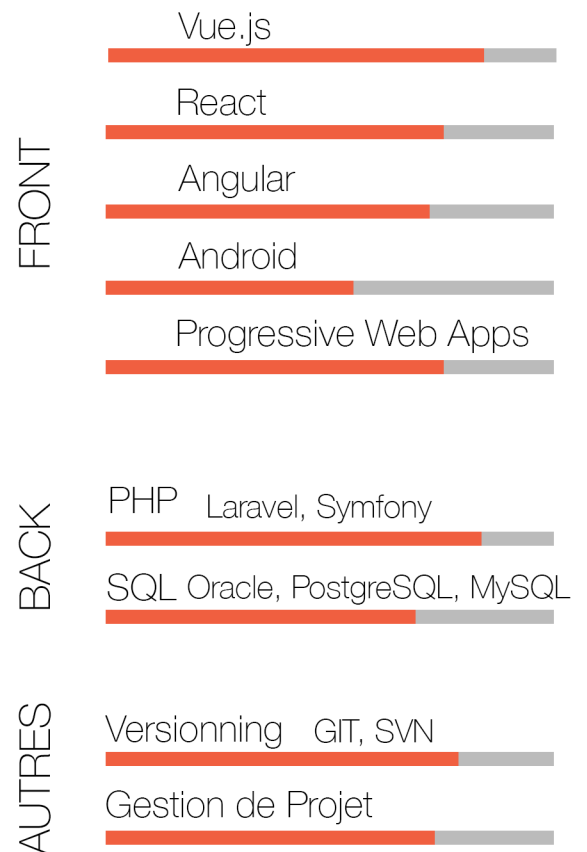 FRONT
Vue.js
React
Angular
Android
Progressive Web Apps
BACK
PHP Laravel, Symfony
SQL Oracle, PostgreSQL, MySQL
AUTRES
Versionning GIT, SVN
Gestion de Projet